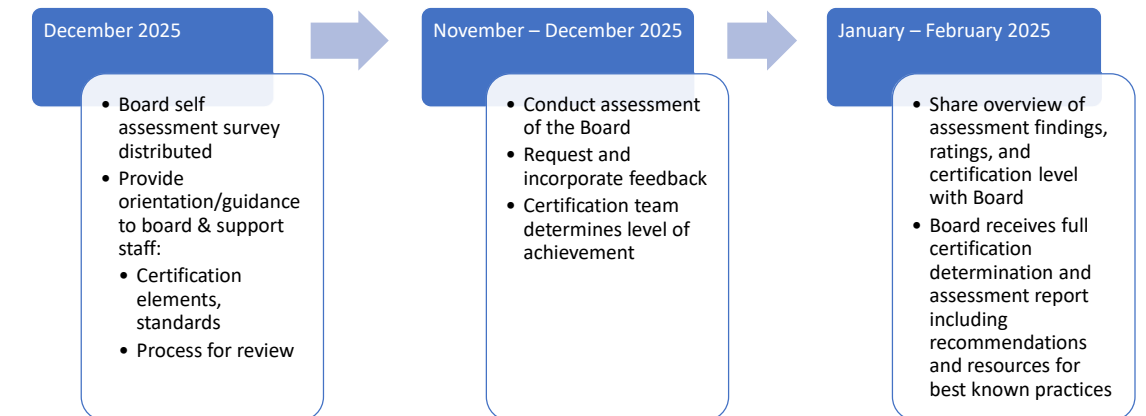 December 2025
• Board self
assessment survey
distributed
• Provide
orientation/guidance
to board & support
staff:
• Certification
elements,
standards
• Process for review
November – December 2025
• Conduct assessment
of the Board
• Request and
incorporate feedback
• Certification team
determines level of
achievement
January – February 2025
• Share overview of
assessment findings,
ratings, and
certification level
with Board
• Board receives full
certification
determination and
assessment report
including
recommendations
and resources for
best known practices